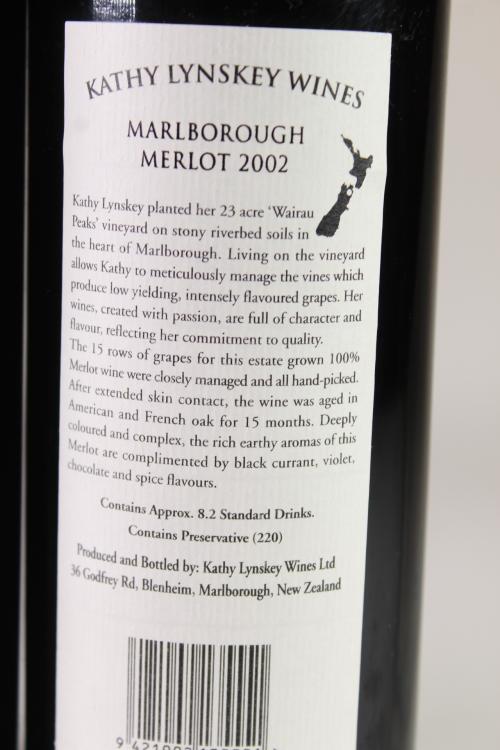 KATHY LYNSKEY WINES
MARLBOROUGH
MERLOT 2002
Kathy Lynskey planted her 23 acre ‘Wairau
Peaks’ vineyard on stony riverbed soils in
the heart of Marlborough. Living on the vineyard
allows Kathy to meticulously manage the vines which
produce low yielding, intensely flavoured grapes. Her
wines, created with passion, are full of character and
flavour, reflecting her commitment to quality.
The 15 rows of grapes for this estate grown 100%
Merlot wine were closely managed and all hand-picked.
After extended skin contact, the wine was aged in
American and French oak for 15 months. Deeply
coloured and complex, the rich earthy aromas of this
Merlot are complimented by black currant, violet,
chocolate and spice flavours.
Contains Approx. 8.2 Standard Drinks.
Contains Preservative (220)
Produced and Bottled by: Kathy Lynskey Wines Ltd
36 Godfrey Rd, Blenheim, Marlborough, New Zealand